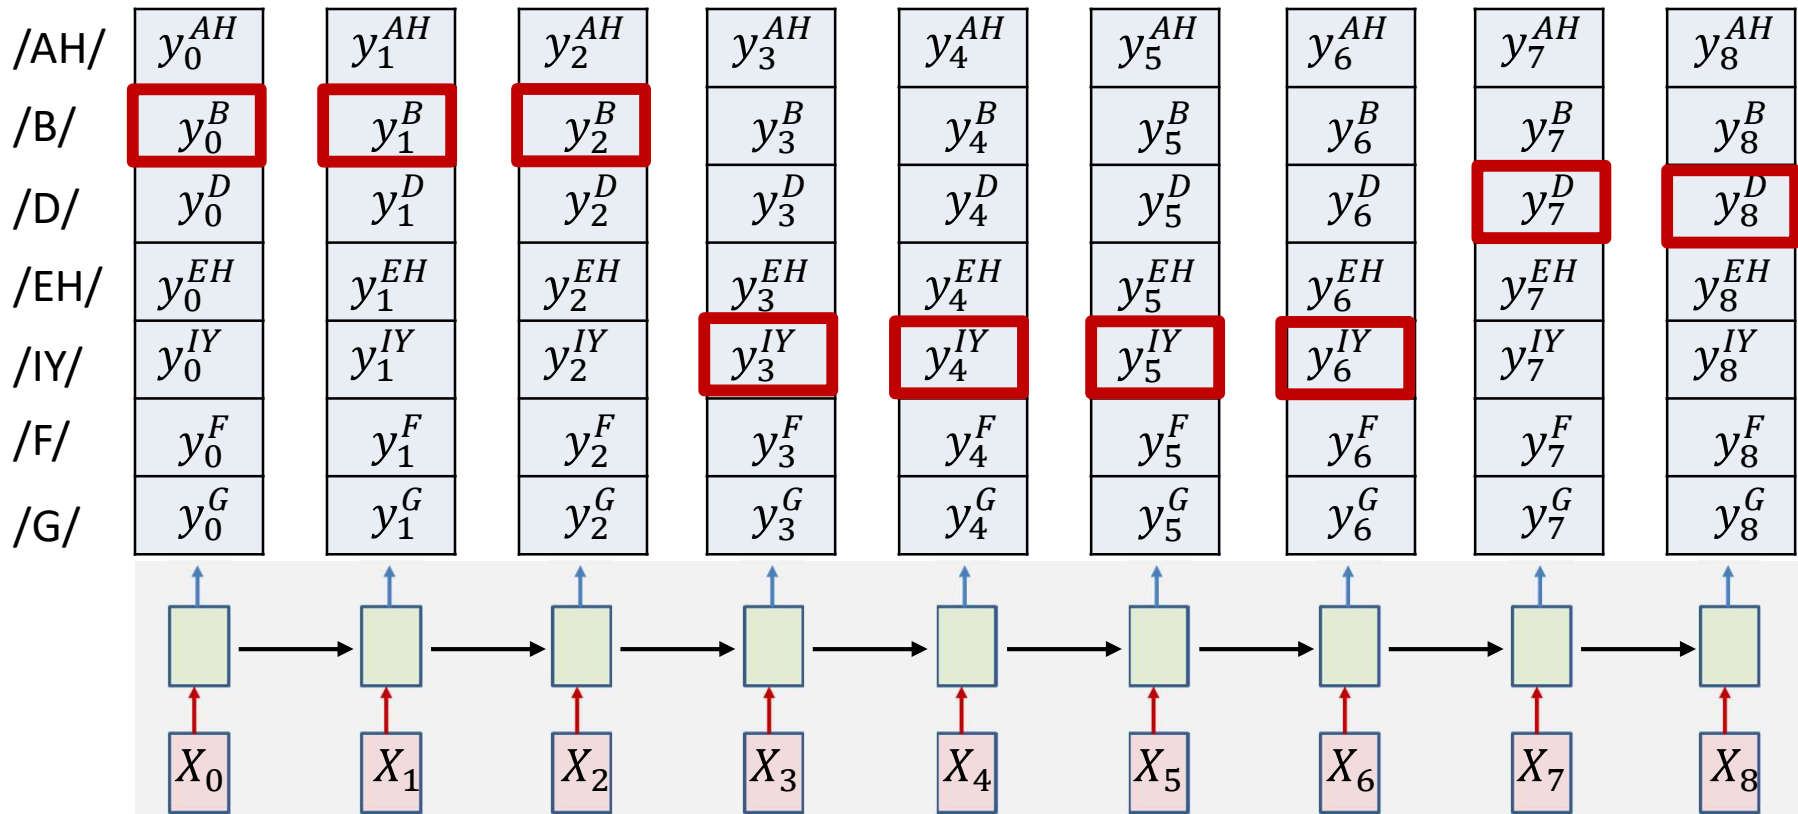 /AH/ y_0^{AH} y_1^{AH} y_2^{AH} y_3^{AH} y_4^{AH} y_5^{AH} y_6^{AH} y_7^{AH} y_8^{AH}
/B/ y_0^{B} y_1^{B} y_2^{B} y_3^{B} y_4^{B} y_5^{B} y_6^{B} y_7^{B} y_8^{B}
/D/ y_0^{D} y_1^{D} y_2^{D} y_3^{D} y_4^{D} y_5^{D} y_6^{D} y_7^{D} y_8^{D}
/EH/ y_0^{EH} y_1^{EH} y_2^{EH} y_3^{EH} y_4^{EH} y_5^{EH} y_6^{EH} y_7^{EH} y_8^{EH}
/IY/ y_0^{IY} y_1^{IY} y_2^{IY} y_3^{IY} y_4^{IY} y_5^{IY} y_6^{IY} y_7^{IY} y_8^{IY}
/F/ y_0^{F} y_1^{F} y_2^{F} y_3^{F} y_4^{F} y_5^{F} y_6^{F} y_7^{F} y_8^{F}
/G/ y_0^{G} y_1^{G} y_2^{G} y_3^{G} y_4^{G} y_5^{G} y_6^{G} y_7^{G} y_8^{G}
X_0 X_1 X_2 X_3 X_4 X_5 X_6 X_7 X_8